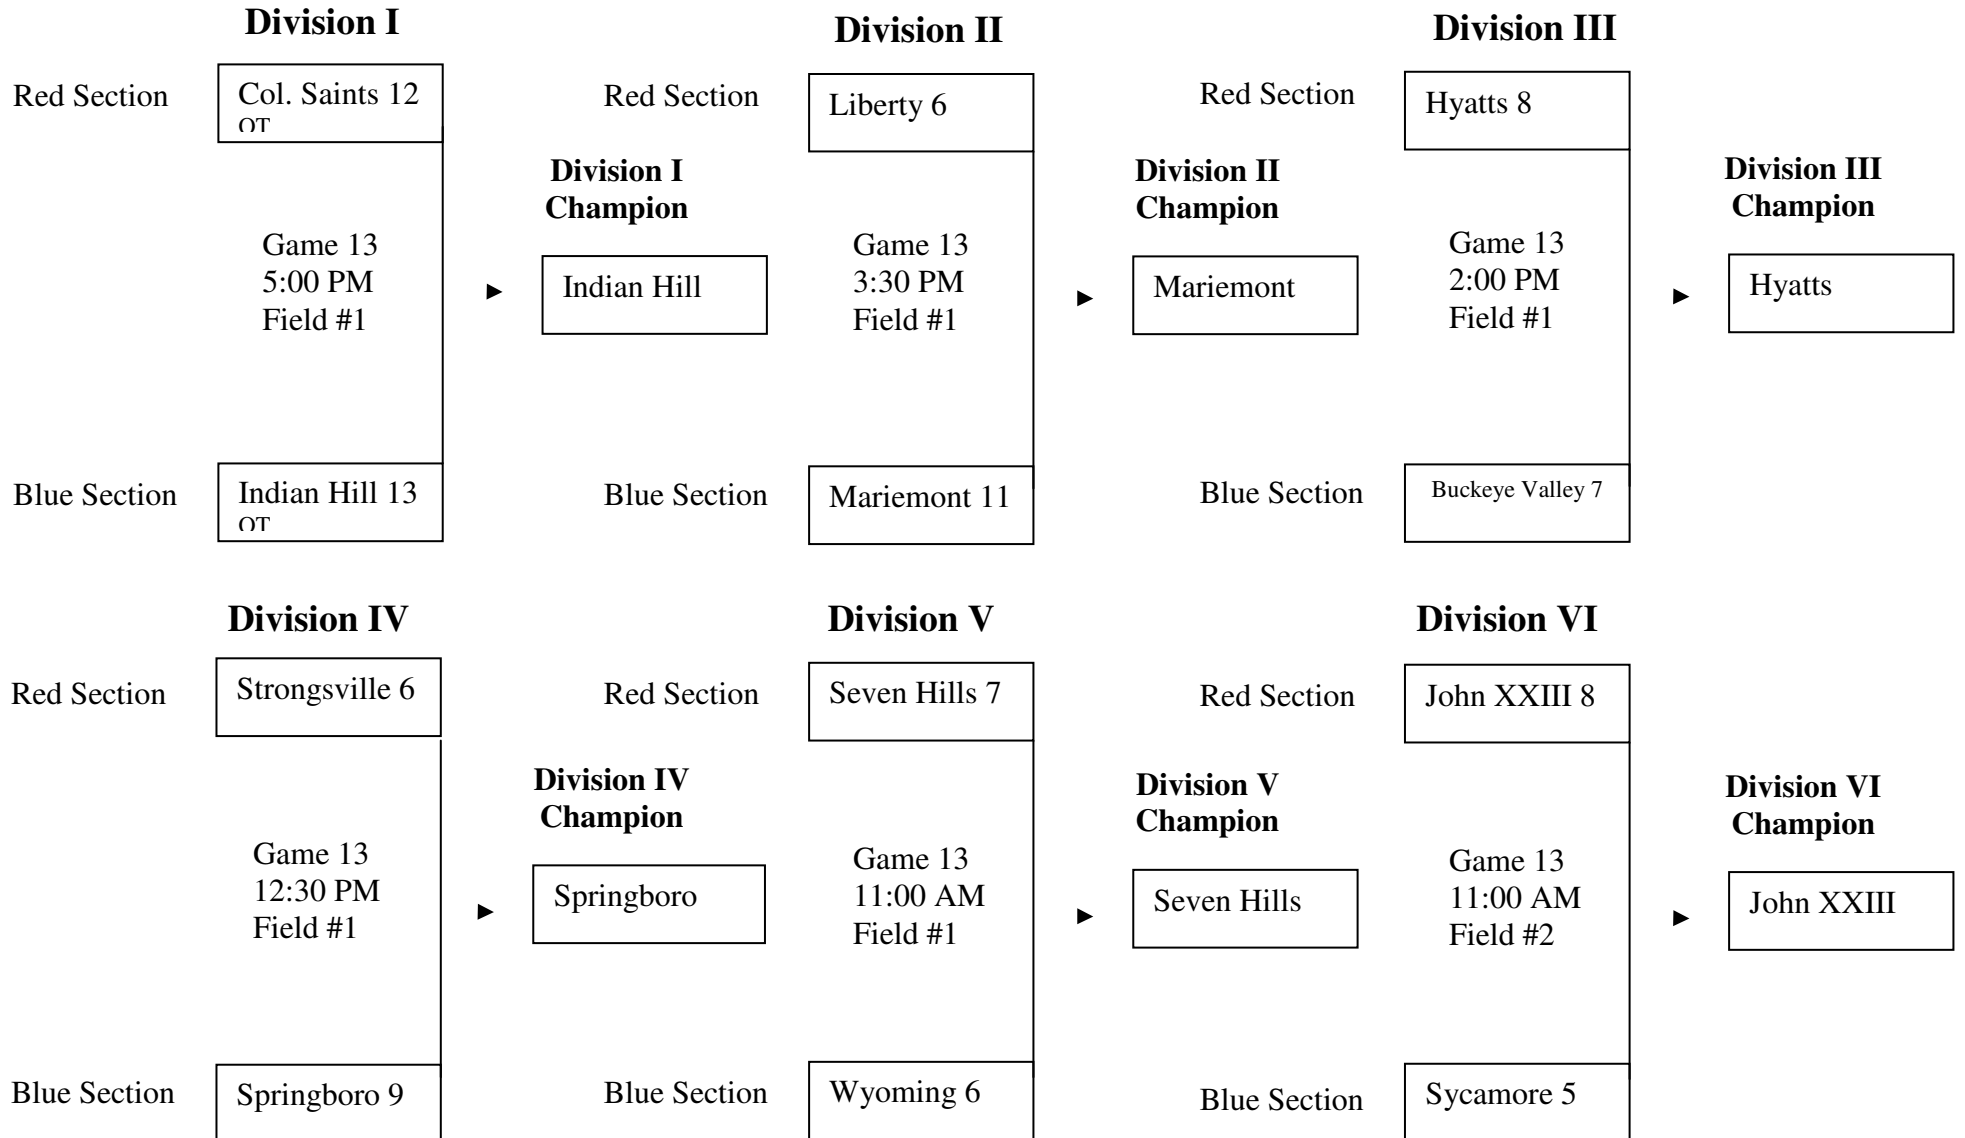 Division I
Red Section
Col. Saints 12
OT
Division I
Champion
Game 13
5:00 PM
Field #1
Indian Hill
Blue Section
Indian Hill 13
OT
Division II
Red Section
Liberty 6
Division II
Champion
Game 13
3:30 PM
Field #1
Mariemont
Blue Section
Mariemont 11
Division III
Red Section
Hyatts 8
Division III
Champion
Game 13
2:00 PM
Field #1
Hyatts
Blue Section
Buckeye Valley 7
Division IV
Red Section
Strongsville 6
Division IV
Champion
Game 13
12:30 PM
Field #1
Springboro
Blue Section
Springboro 9
Division V
Red Section
Seven Hills 7
Division V
Champion
Game 13
11:00 AM
Field #1
Seven Hills
Blue Section
Wyoming 6
Division VI
Red Section
John XXIII 8
Division VI
Champion
Game 13
11:00 AM
Field #2
John XXIII
Blue Section
Sycamore 5